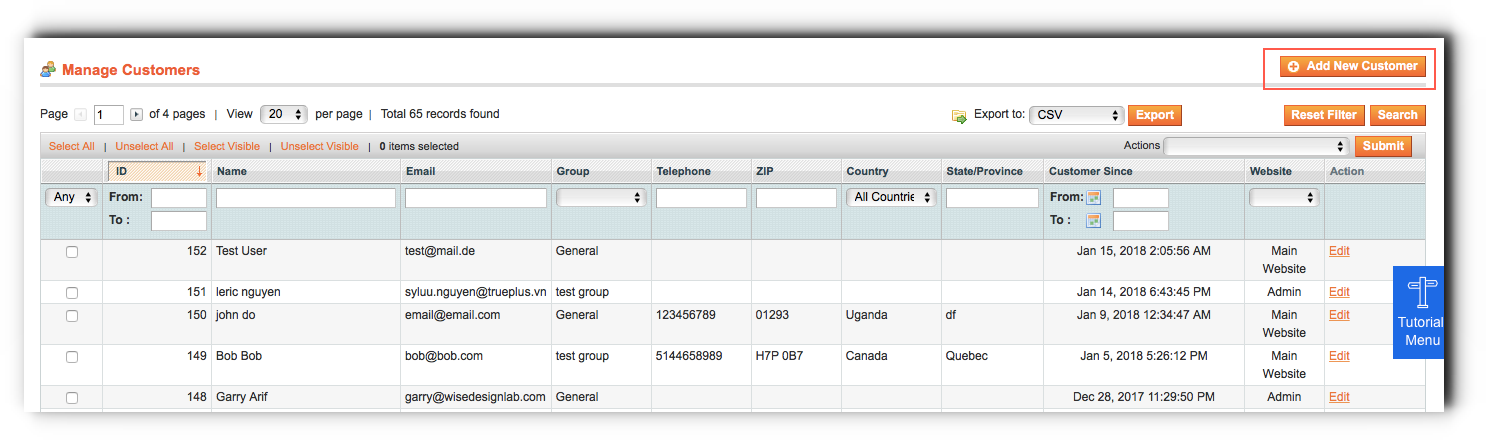 Manage Customers
Add New Customer
Page 1 of 4 pages | View 20 per page | Total 65 records found
Export to: CSV Export
Reset Filter Search
Select All | Unselect All | Select Visible | Unselect Visible | 0 items selected
Actions Submit
ID Name Email Group Telephone ZIP Country State/Province Customer Since Website Action
Any From: All Countrie From:
To : To :
152 Test User test@mail.de General Jan 15, 2018 2:05:56 AM Main Website Edit
151 leric nguyen syluu.nguyen@trueplus.vn test group Jan 14, 2018 6:43:45 PM Admin Edit
150 john do email@email.com General 123456789 01293 Uganda df Jan 9, 2018 12:34:47 AM Main Website Edit
149 Bob Bob bob@bob.com test group 5144658989 H7P 0B7 Canada Quebec Jan 5, 2018 5:26:12 PM Main Website Edit
148 Garry Arif garry@wisedesignlab.com General Dec 28, 2017 11:29:50 PM Admin Edit
Tutorial
Menu